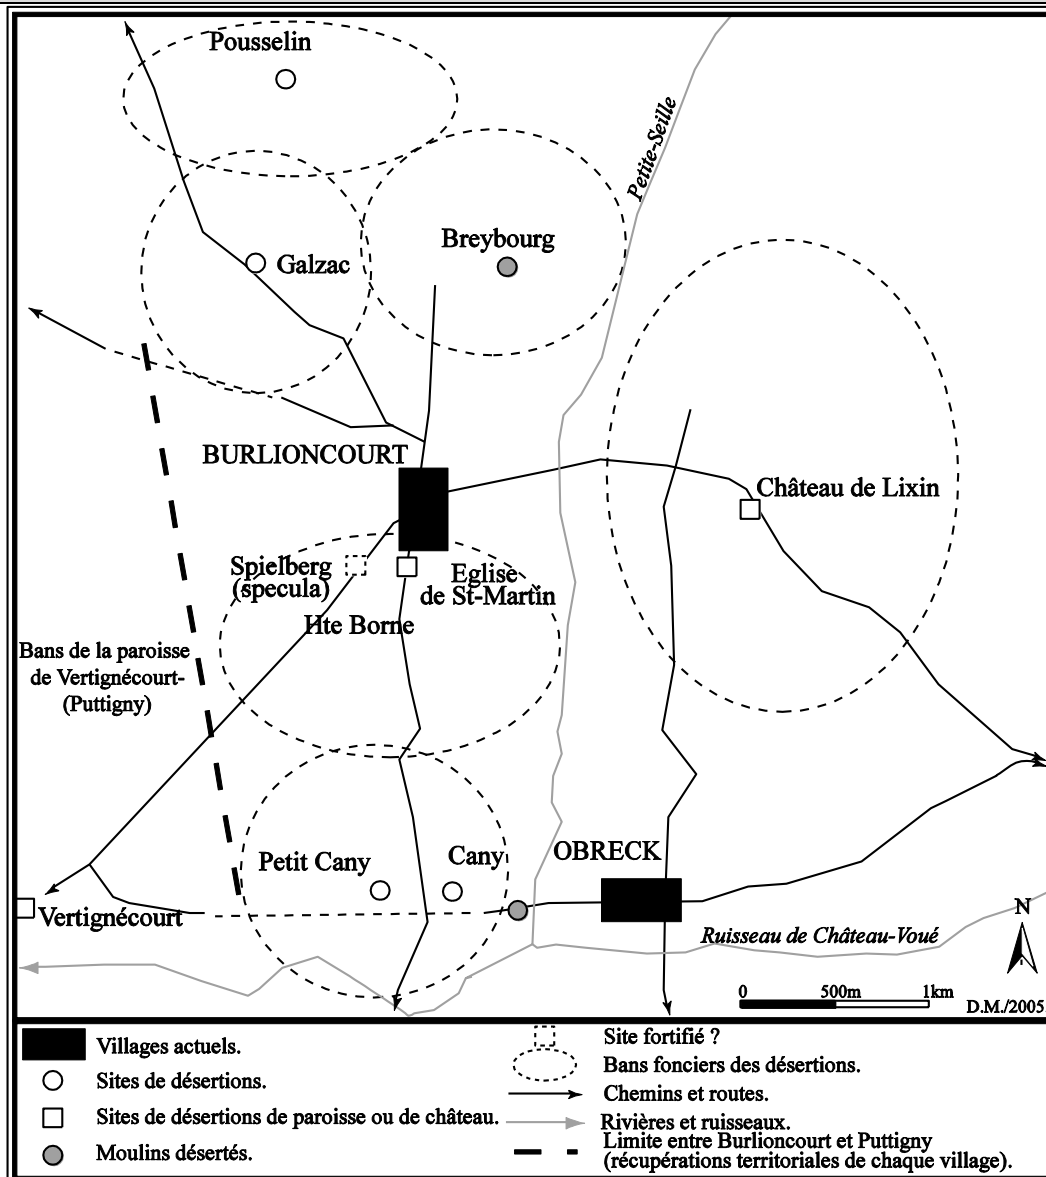 Pousselin
Petite-Seille
Breybourg
Galzac
BURLIONCOURT
Château de Lixin
Spielberg
(specula)
Eglise
de St-Martin
Hte Borne
Bans de la paroisse
de Vertignécourt-
(Puttigny)
Petit Cany
Cany
OBRECK
Vertignécourt
Ruisseau de Château-Voué
N
0 500m 1km
D.M./2005.
Villages actuels.
Sites de désertions.
Sites de désertions de paroisse ou de château.
Moulins désertés.
Site fortifié ?
Bans fonciers des désertions.
Chemins et routes.
Rivières et ruisseaux.
Limite entre Burlioncourt et Puttigny
(récupérations territoriales de chaque village).